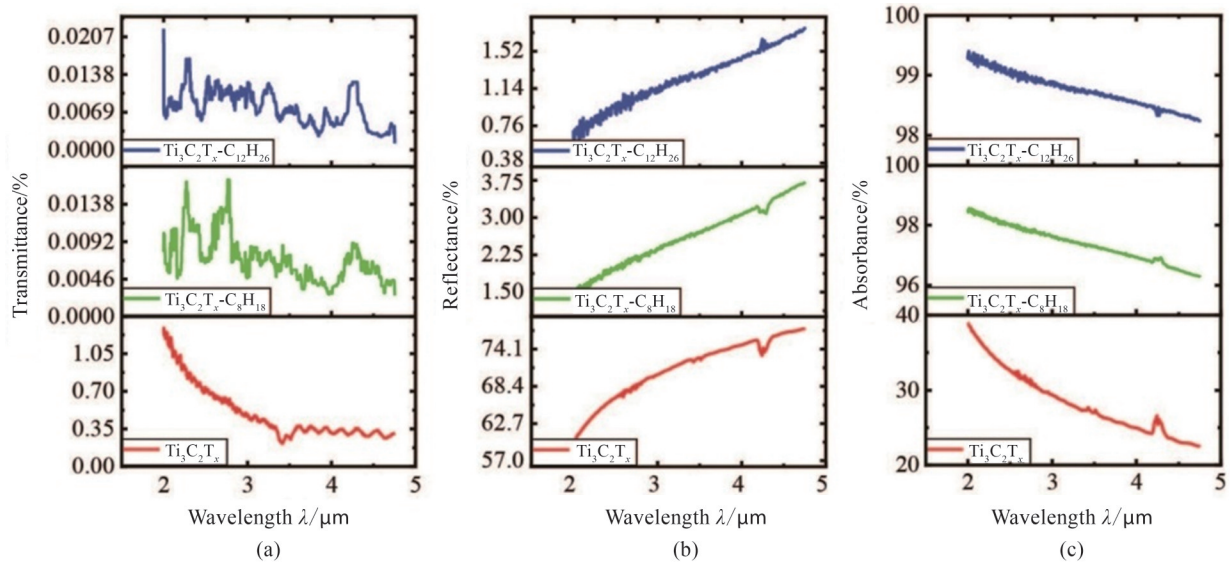 Transmittance/%
0.0207
0.0138
0.0069
0.0000
Ti₃C₂Tₓ-C₁₂H₂₆
0.0138
0.0092
0.0046
0.0000
Ti₃C₂Tₓ-C₈H₁₈
1.05
0.70
0.35
0.00
Ti₃C₂Tₓ
2 3 4 5
Wavelength λ/μm
(a)
Reflectance/%
1.52
1.14
0.76
0.38
Ti₃C₂Tₓ-C₁₂H₂₆
3.75
3.00
2.25
1.50
Ti₃C₂Tₓ-C₈H₁₈
74.1
68.4
62.7
57.0
Ti₃C₂Tₓ
2 3 4 5
Wavelength λ/μm
(b)
Absorbance/%
100
99
98
Ti₃C₂Tₓ-C₁₂H₂₆
100
98
96
Ti₃C₂Tₓ-C₈H₁₈
40
30
20
Ti₃C₂Tₓ
2 3 4 5
Wavelength λ/μm
(c)